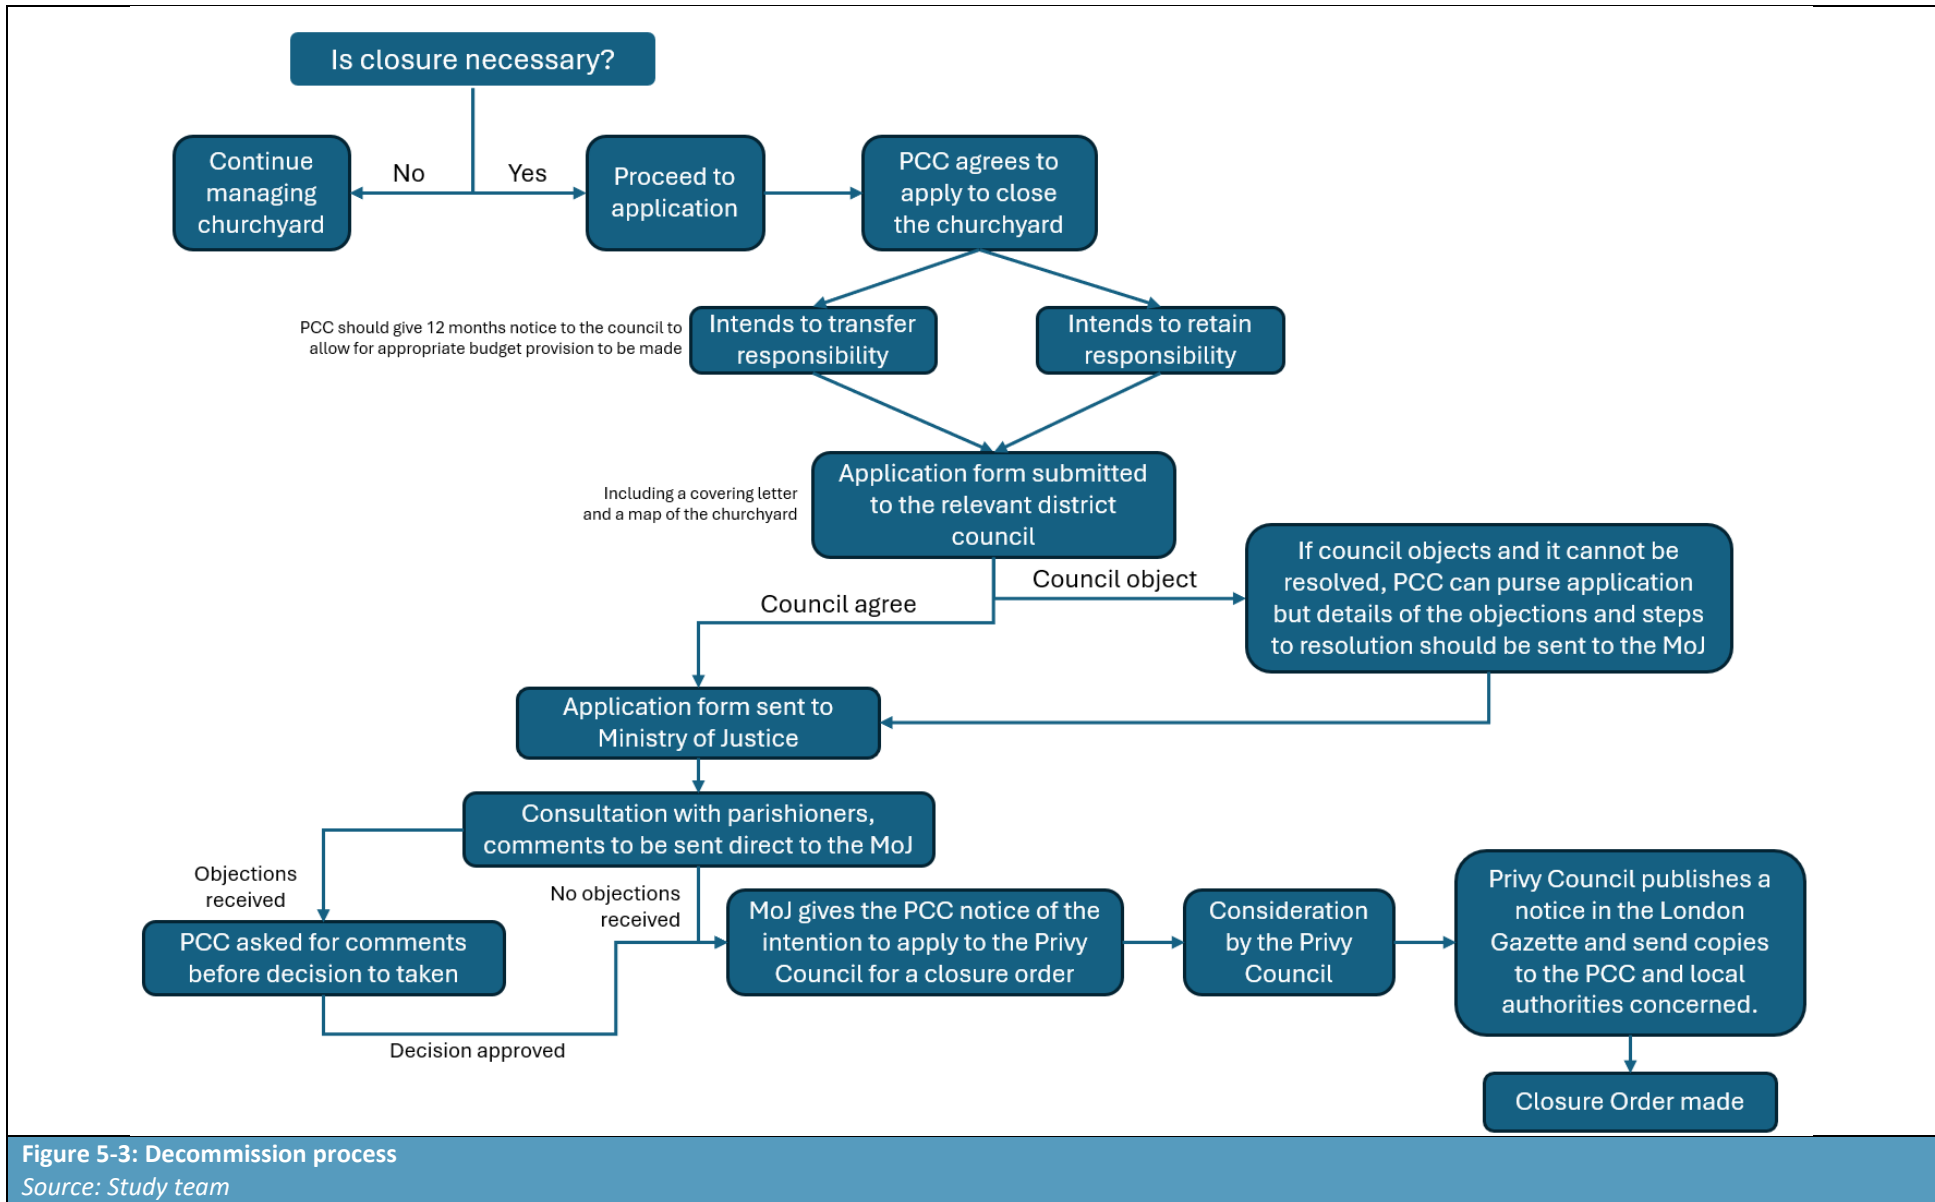 Is closure necessary?
Continue
managing
churchyard
No
Yes
Proceed to
application
PCC agrees to
apply to close
the churchyard
PCC should give 12 months notice to the council to
allow for appropriate budget provision to be made
Intends to transfer
responsibility
Intends to retain
responsibility
Including a covering letter
and a map of the churchyard
Application form submitted
to the relevant district
council
Council object
Council agree
If council objects and it cannot be
resolved, PCC can purse application
but details of the objections and steps
to resolution should be sent to the MoJ
Application form sent to
Ministry of Justice
Consultation with parishioners,
comments to be sent direct to the MoJ
Objections
received
No objections
received
PCC asked for comments
before decision to taken
Decision approved
MoJ gives the PCC notice of the
intention to apply to the Privy
Council for a closure order
Consideration
by the Privy
Council
Privy Council publishes a
notice in the London
Gazette and send copies
to the PCC and local
authorities concerned.
Closure Order made
Figure 5-3: Decommission process
Source: Study team